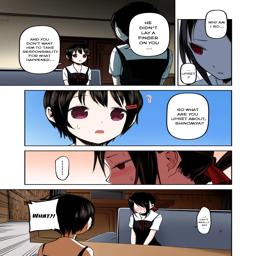 WHY AM
I SO....
UPSET
?
HE
DIDN'T
LAY A
FINGER
ON YOU
....
AND YOU
DON'T WANT
HIM TO TAKE
RESPONSIBILITY
FOR WHAT
HAPPENED....
SO WHAT
ARE YOU
UPSET ABOUT,
SHINOMIYA?
WHAT?!